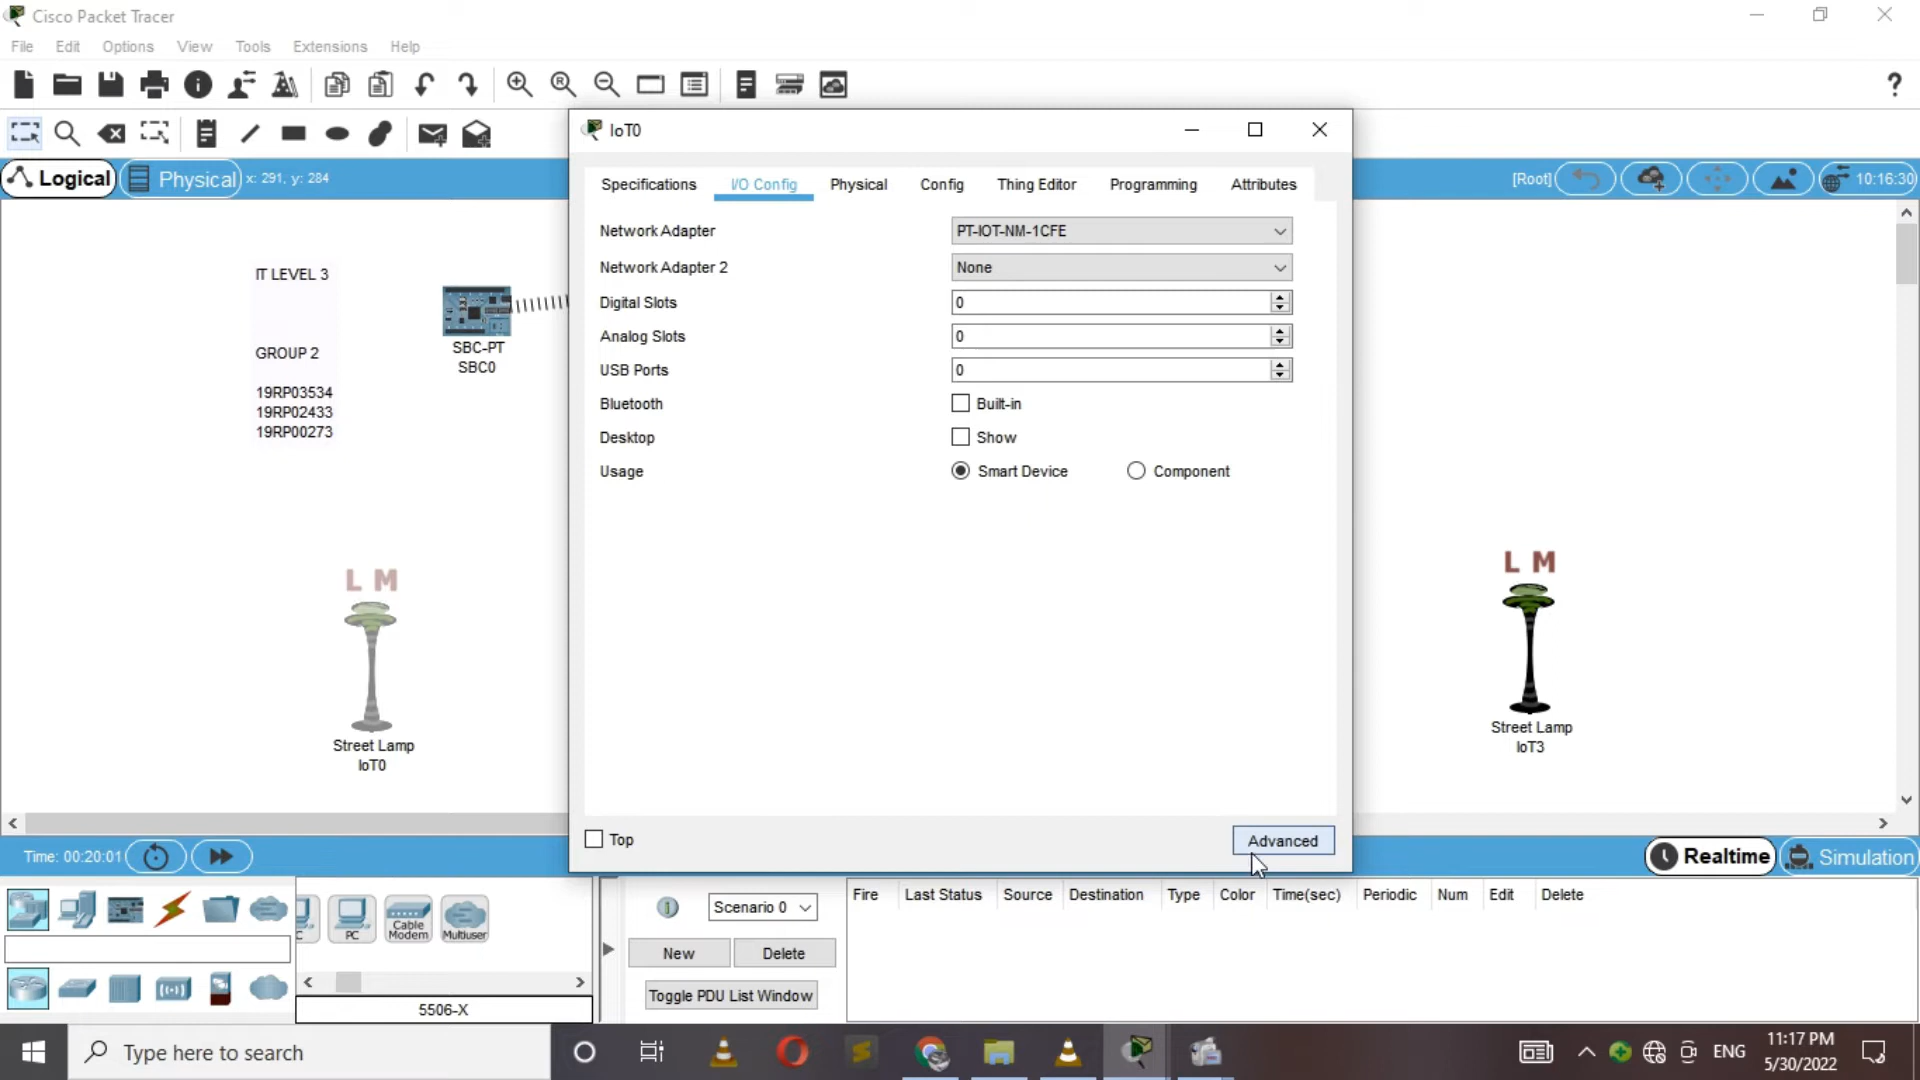 Cisco Packet Tracer
File Edit Options View Tools Extensions Help
?
Logical Physical x: 291, y: 284
[Root] 10:16:30
IT LEVEL 3
GROUP 2
19RP03534
19RP02433
19RP00273
SBC-PT
SBC0
L M
Street Lamp
IoT0
L M
Street Lamp
IoT3
IoT0
Specifications I/O Config Physical Config Thing Editor Programming Attributes
Network Adapter PT-IOT-NM-1CFE
Network Adapter 2 None
Digital Slots 0
Analog Slots 0
USB Ports 0
Bluetooth Built-in
Desktop Show
Usage Smart Device Component
Top Advanced
Time: 00:20:01
Realtime Simulation
PC Cable Modem Multiuser
5506-X
Scenario 0
New Delete
Toggle PDU List Window
Fire Last Status Source Destination Type Color Time(sec) Periodic Num Edit Delete
Type here to search
ENG
11:17 PM
5/30/2022